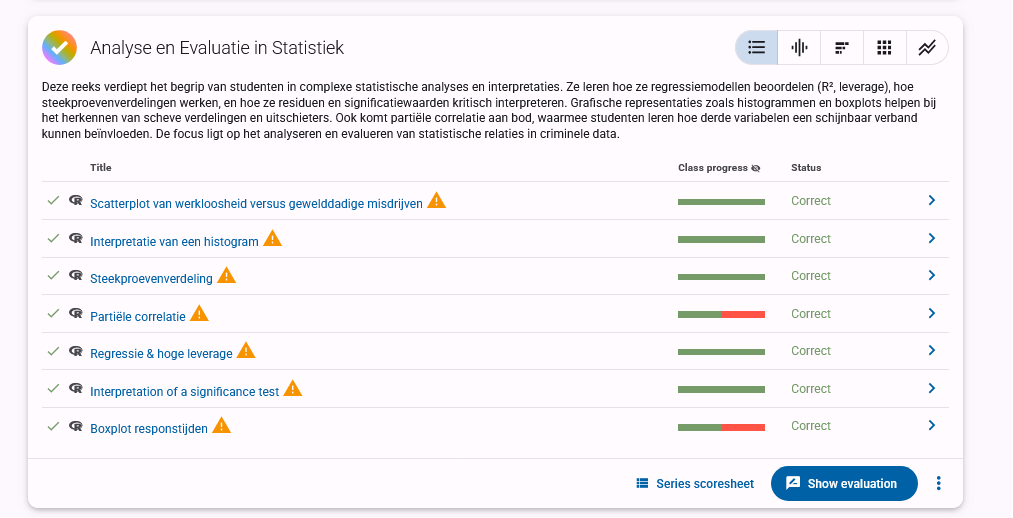 Analyse en Evaluatie in Statistiek
Deze reeks verdiept het begrip van studenten in complexe statistische analyses en interpretaties. Ze leren hoe ze regressiemodellen beoordelen (R², leverage), hoe
steekproevenverdelingen werken, en hoe ze residuen en significatiewaarden kritisch interpreteren. Grafische representaties zoals histogrammen en boxplots helpen bij
het herkennen van scheve verdelingen en uitschieters. Ook komt partiële correlatie aan bod, waarmee studenten leren hoe derde variabelen een schijnbaar verband
kunnen beïnvloeden. De focus ligt op het analyseren en evalueren van statistische relaties in criminele data.
Title Class progress Status
Scatterplot van werkloosheid versus gewelddadige misdrijven Correct
Interpretatie van een histogram Correct
Steekproevenverdeling Correct
Partiële correlatie Correct
Regressie & hoge leverage Correct
Interpretation of a significance test Correct
Boxplot responstijden Correct
Series scoresheet Show evaluation